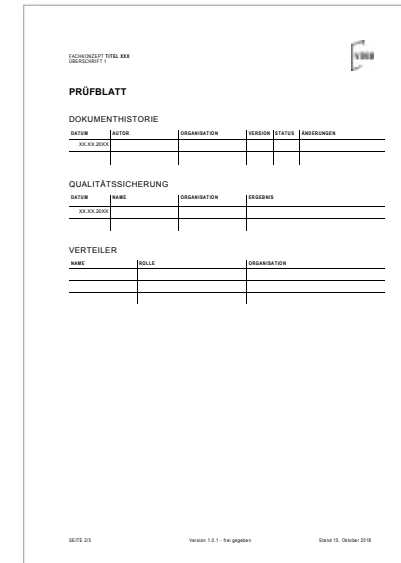 FACHKONZEPT TITEL XXX
ÜBERSCHRIFT 1
PRÜFBLATT
DOKUMENTHISTORIE
DATUM AUTOR ORGANISATION VERSION STATUS ÄNDERUNGEN
XX.XX.20XX
QUALITÄTSSICHERUNG
DATUM NAME ORGANISATION ERGEBNIS
XX.XX.20XX
VERTEILER
NAME ROLLE ORGANISATION
SEITE 2/5 Version 1.0.1 - frei gegeben Stand 15. Oktober 2018